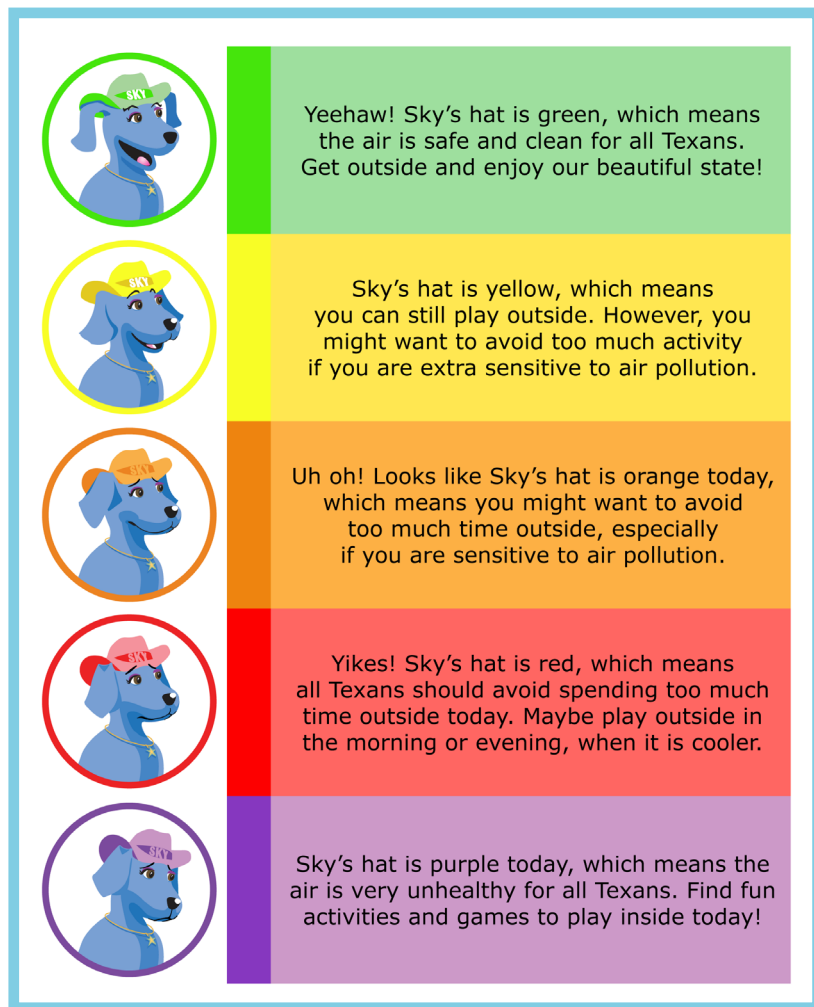 SKY
Yeehaw! Sky's hat is green, which means
the air is safe and clean for all Texans.
Get outside and enjoy our beautiful state!
SKY
Sky's hat is yellow, which means
you can still play outside. However, you
might want to avoid too much activity
if you are extra sensitive to air pollution.
SKY
Uh oh! Looks like Sky's hat is orange today,
which means you might want to avoid
too much time outside, especially
if you are sensitive to air pollution.
SKY
Yikes! Sky's hat is red, which means
all Texans should avoid spending too much
time outside today. Maybe play outside in
the morning or evening, when it is cooler.
SKY
Sky's hat is purple today, which means the
air is very unhealthy for all Texans. Find fun
activities and games to play inside today!